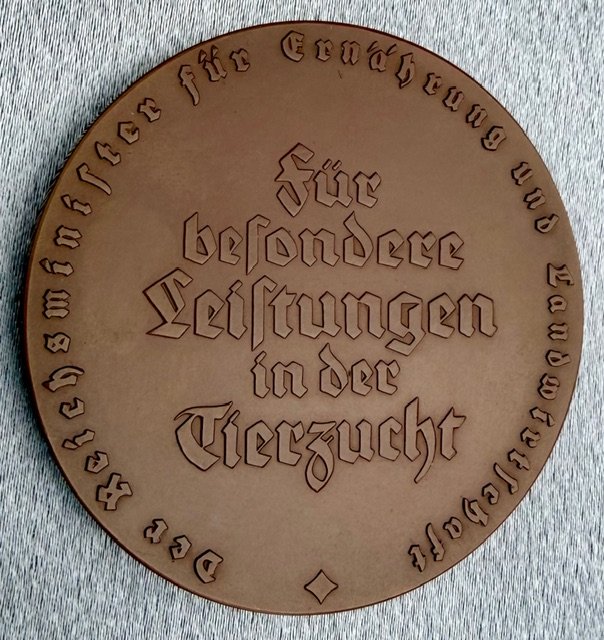 Der Reichsminister für Ernährung und Landwirtschaft
Für
besondere
Leistungen
in der
Tierzucht